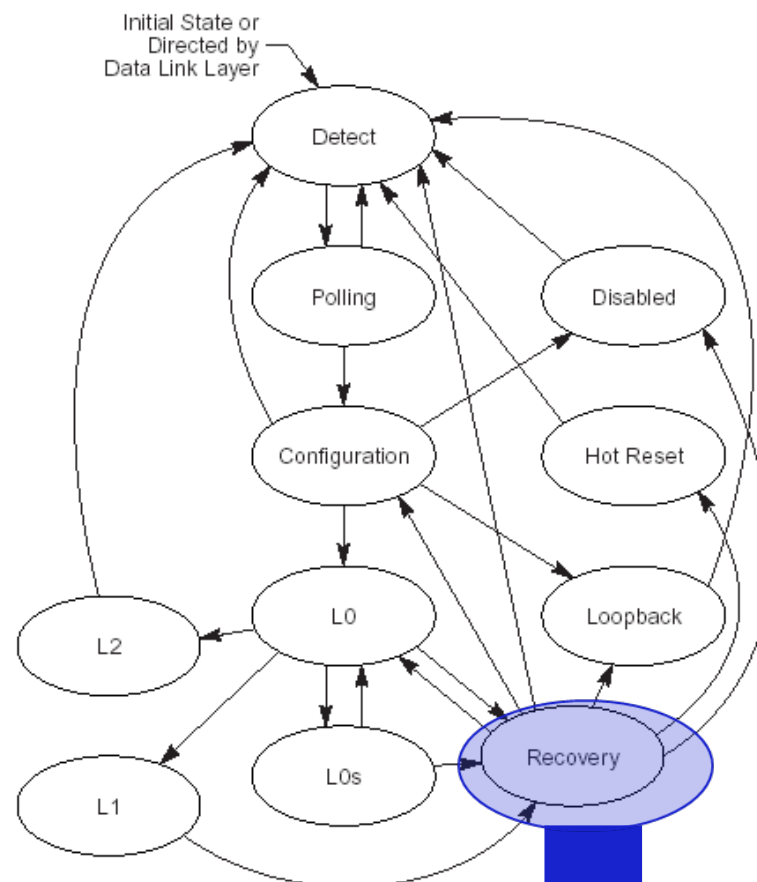 Initial State or
Directed by
Data Link Layer
Detect
Polling
Disabled
Configuration
Hot Reset
L0
Loopback
L2
Recovery
L0s
L1